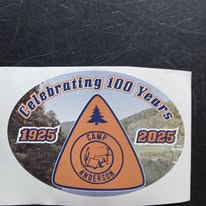 Celebrating 100 Years
1925
2025
CAMP
ANDERSON